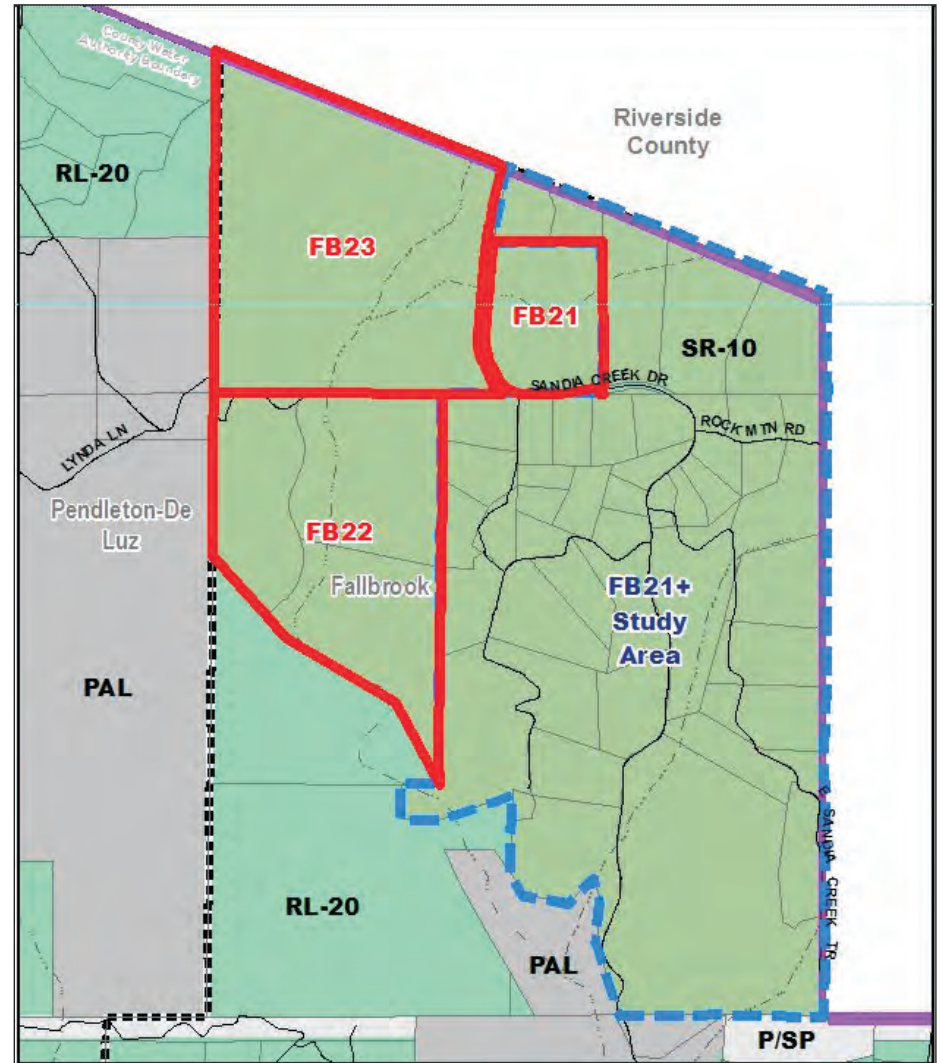 County Water
Authority Boundary
Riverside
County
RL-20
FB23
FB21
SR-10
SANDIA CREEK DR
ROCK MTN RD
LYNDA LN
Pendleton-De
Luz
FB22
Fallbrook
FB21+
Study
Area
PAL
E SANDIA CREEK TR
RL-20
PAL
P/SP